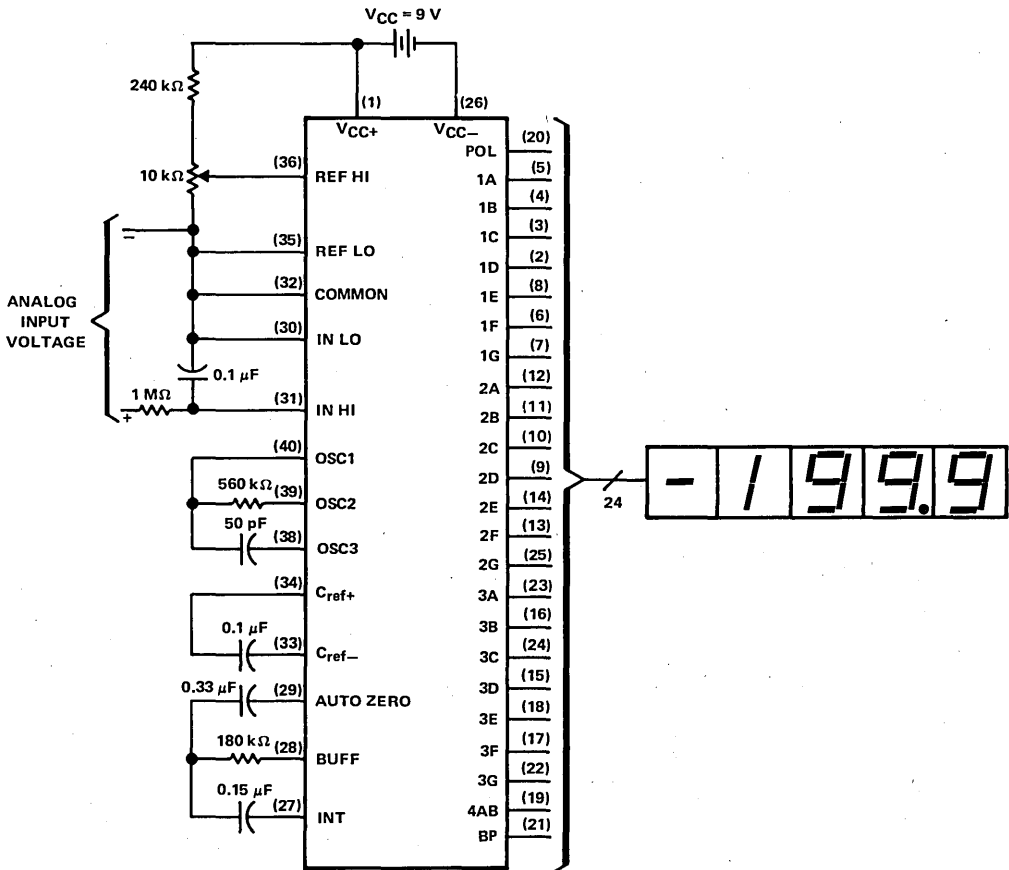 VCC = 9 V
240 kΩ
(1)
(26)
VCC+
VCC−
10 kΩ
(36)
REF HI
−
(35)
REF LO
(32)
COMMON
ANALOG
INPUT
VOLTAGE
(30)
IN LO
0.1 µF
1 MΩ
+
(31)
IN HI
(40)
OSC1
560 kΩ
(39)
OSC2
50 pF
(38)
OSC3
(34)
Cref+
0.1 µF
(33)
Cref−
0.33 µF
(29)
AUTO ZERO
180 kΩ
(28)
BUFF
0.15 µF
(27)
INT
(20)
POL
(5)
1A
(4)
1B
(3)
1C
(2)
1D
(8)
1E
(6)
1F
(7)
1G
(12)
2A
(11)
2B
(10)
2C
(9)
2D
(14)
2E
(13)
2F
(25)
2G
(23)
3A
(16)
3B
(24)
3C
(15)
3D
(18)
3E
(17)
3F
(22)
3G
(19)
4AB
(21)
BP
24
-199.9